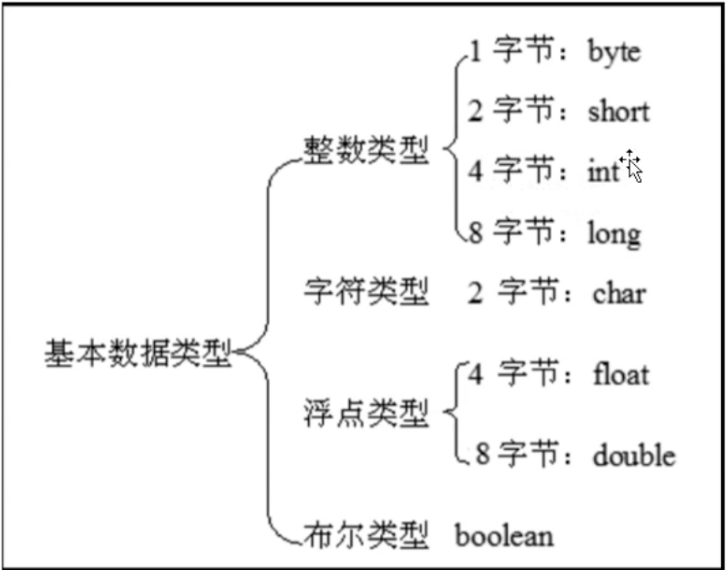 1 字节：byte
2 字节：short
整数类型
4 字节：int
8 字节：long
字符类型 2 字节：char
基本数据类型
4 字节：float
浮点类型
8 字节：double
布尔类型 boolean